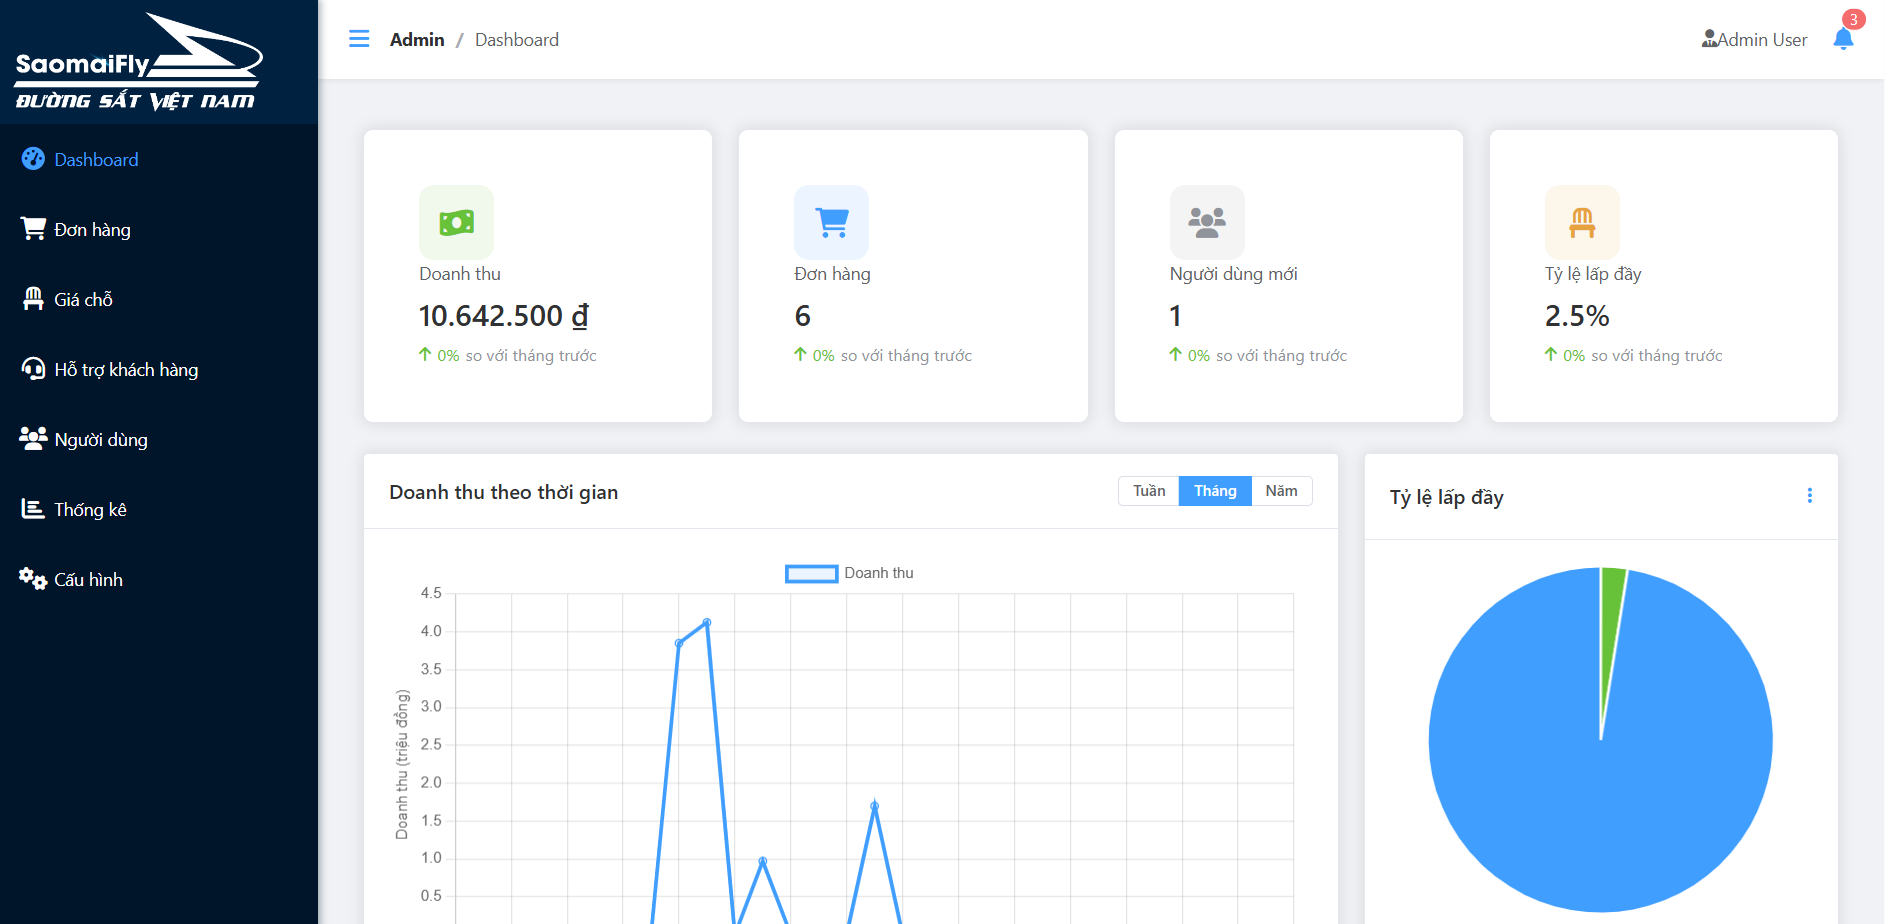 SaomaiFly
ĐƯỜNG SẮT VIỆT NAM
Dashboard
Đơn hàng
Giá chỗ
Hỗ trợ khách hàng
Người dùng
Thống kê
Cấu hình
Admin / Dashboard
Admin User
3
Doanh thu
10.642.500 ₫
0% so với tháng trước
Đơn hàng
6
0% so với tháng trước
Người dùng mới
1
0% so với tháng trước
Tỷ lệ lấp đầy
2.5%
0% so với tháng trước
Doanh thu theo thời gian
Tuần Tháng Năm
Doanh thu
4.5
4.0
3.5
3.0
2.5
2.0
1.5
1.0
0.5
Doanh thu (triệu đồng)
Tỷ lệ lấp đầy